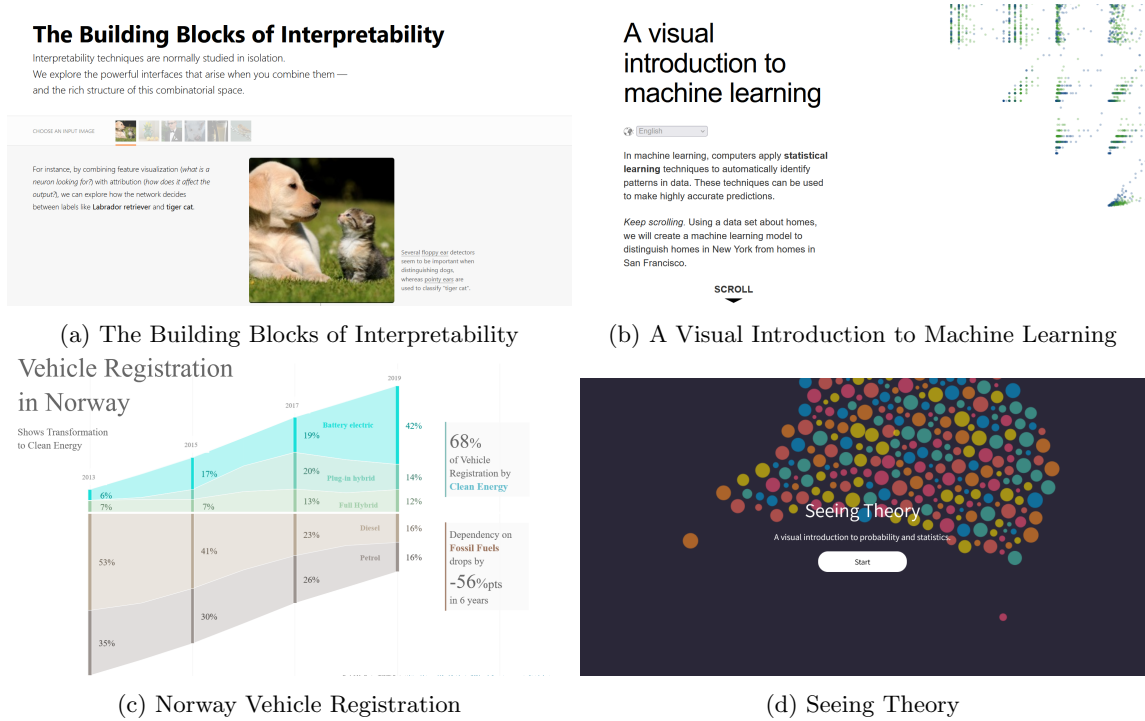 The Building Blocks of Interpretability
Interpretability techniques are normally studied in isolation.
We explore the powerful interfaces that arise when you combine them —
and the rich structure of this combinatorial space.
CHOOSE AN INPUT IMAGE
For instance, by combining feature visualization (what is a
neuron looking for?) with attribution (how does it affect the
output?), we can explore how the network decides
between labels like Labrador retriever and tiger cat.
Several floppy ear detectors
seem to be important when
distinguishing dogs,
whereas pointy ears are
used to classify "tiger cat".
(a) The Building Blocks of Interpretability
A visual
introduction to
machine learning
English
In machine learning, computers apply statistical
learning techniques to automatically identify
patterns in data. These techniques can be used
to make highly accurate predictions.
Keep scrolling. Using a data set about homes,
we will create a machine learning model to
distinguish homes in New York from homes in
San Francisco.
SCROLL
(b) A Visual Introduction to Machine Learning
Vehicle Registration
in Norway
Shows Transformation
to Clean Energy
2013
2015
2017
2019
6%
7%
53%
35%
17%
7%
41%
30%
19%
20%
13%
23%
26%
Battery electric
Plug-in hybrid
Full Hybrid
Diesel
Petrol
42%
14%
12%
16%
16%
68%
of Vehicle
Registration by
Clean Energy
Dependency on
Fossil Fuels
drops by
-56%pts
in 6 years
(c) Norway Vehicle Registration
Seeing Theory
A visual introduction to probability and statistics.
Start
(d) Seeing Theory